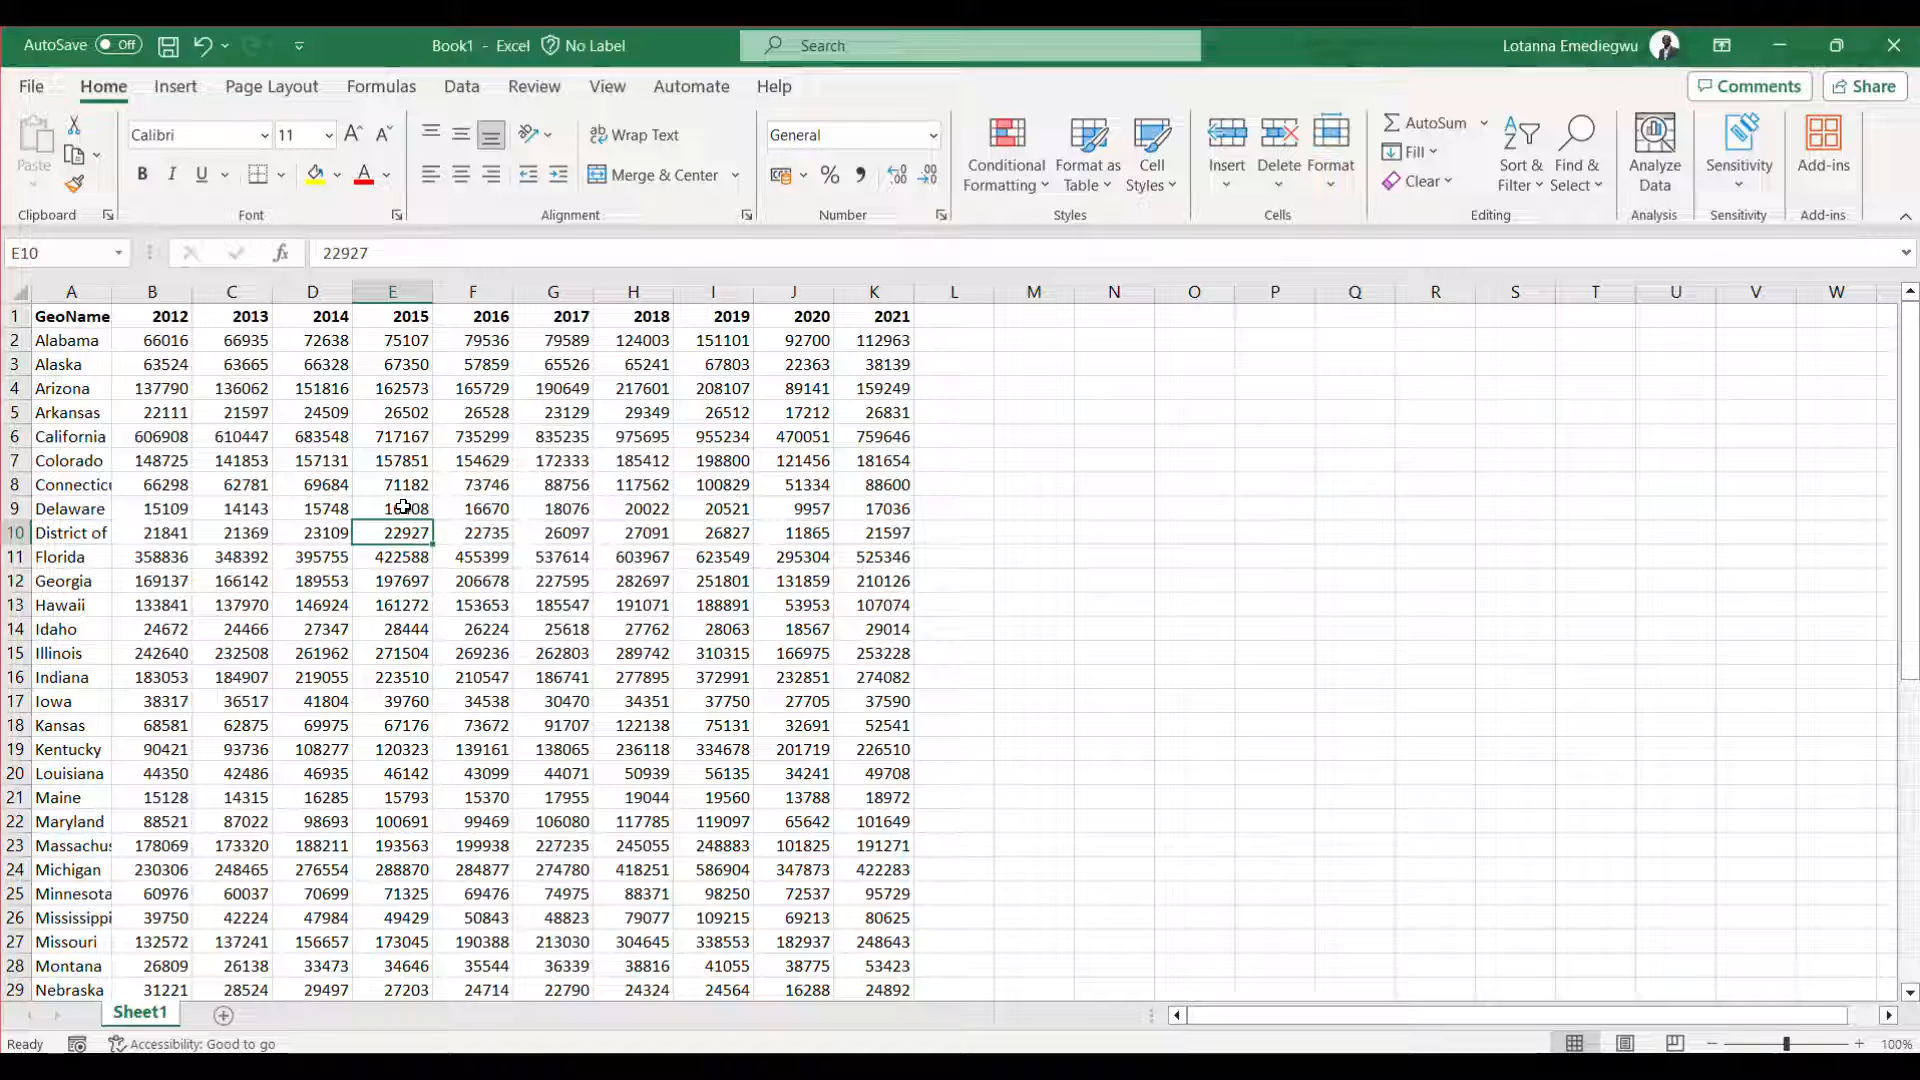 AutoSave Off Book1 - Excel No Label Search Lotanna Emediegwu
File Home Insert Page Layout Formulas Data Review View Automate Help Comments Share
Paste Calibri 11 Wrap Text General
Conditional Formatting Format as Table Cell Styles Insert Delete Format
AutoSum
Fill
Clear
Sort & Filter Find & Select Analyze Data Sensitivity Add-ins
B I U A Merge & Center %
Clipboard Font Alignment Number Styles Cells Editing Analysis Sensitivity Add-ins
E10 fx 22927
A B C D E F G H I J K L M N O P Q R S T U V W
1 GeoName 2012 2013 2014 2015 2016 2017 2018 2019 2020 2021
2 Alabama 66016 66935 72638 75107 79536 79589 124003 151101 92700 112963
3 Alaska 63524 63665 66328 67350 57859 65526 65241 67803 22363 38139
4 Arizona 137790 136062 151816 162573 165729 190649 217601 208107 89141 159249
5 Arkansas 22111 21597 24509 26502 26528 23129 29349 26512 17212 26831
6 California 606908 610447 683548 717167 735299 835235 975695 955234 470051 759646
7 Colorado 148725 141853 157131 157851 154629 172333 185412 198800 121456 181654
8 Connecticu 66298 62781 69684 71182 73746 88756 117562 100829 51334 88600
9 Delaware 15109 14143 15748 16670 18076 20022 20521 9957 17036
10 District of 21841 21369 23109 22927 22735 26097 27091 26827 11865 21597
11 Florida 358836 348392 395755 422588 455399 537614 603967 623549 295304 525346
12 Georgia 169137 166142 189553 197697 206678 227595 282697 251801 131859 210126
13 Hawaii 133841 137970 146924 161272 153653 185547 191071 188891 53953 107074
14 Idaho 24672 24466 27347 28444 26224 25618 27762 28063 18567 29014
15 Illinois 242640 232508 261962 271504 269236 262803 289742 310315 166975 253228
16 Indiana 183053 184907 219055 223510 210547 186741 277895 372991 232851 274082
17 Iowa 38317 36517 41804 39760 34538 30470 34351 37750 27705 37590
18 Kansas 68581 62875 69975 67176 73672 91707 122138 75131 32691 52541
19 Kentucky 90421 93736 108277 120323 139161 138065 236118 334678 201719 226510
20 Louisiana 44350 42486 46935 46142 43099 44071 50939 56135 34241 49708
21 Maine 15128 14315 16285 15793 15370 17955 19044 19560 13788 18972
22 Maryland 88521 87022 98693 100691 99469 106080 117785 119097 65642 101649
23 Massachus 178069 173320 188211 193563 199938 227235 245055 248883 101825 191271
24 Michigan 230306 248465 276554 288870 284877 274780 418251 586904 347873 422283
25 Minnesota 60976 60037 70699 71325 69476 74975 88371 98250 72537 95729
26 Mississippi 39750 42224 47984 49429 50843 48823 79077 109215 69213 80625
27 Missouri 132572 137241 156657 173045 190388 213030 304645 338553 182937 248643
28 Montana 26809 26138 33473 34646 35544 36339 38816 41055 38775 53423
29 Nebraska 31221 28524 29497 27203 24714 22790 24324 24564 16288 24892
Sheet1
Ready Accessibility: Good to go 100%